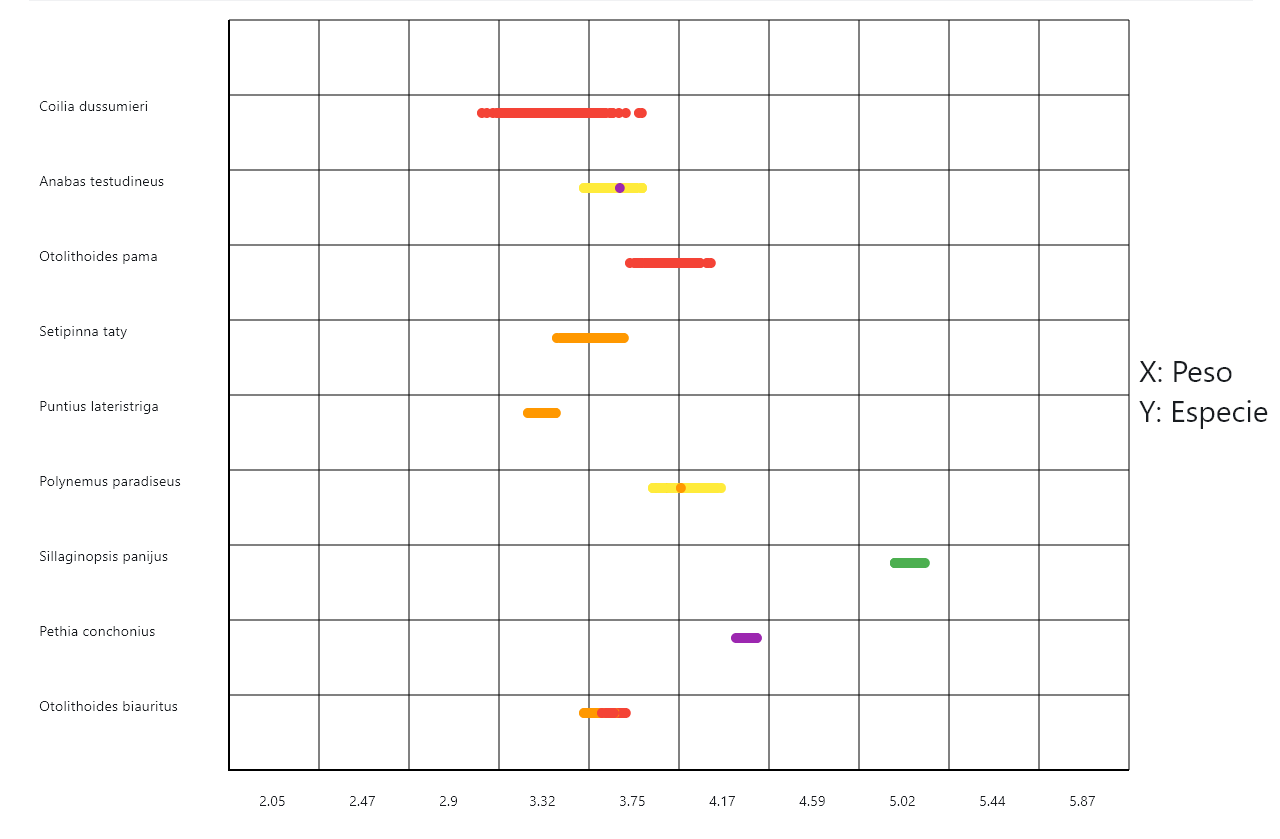 Coilia dussumieri
Anabas testudineus
Otolithoides pama
Setipinna taty
Puntius lateristriga
Polynemus paradiseus
Sillaginopsis panijus
Pethia conchonius
Otolithoides biauritus
2.05 2.47 2.9 3.32 3.75 4.17 4.59 5.02 5.44 5.87
X: Peso
Y: Especie